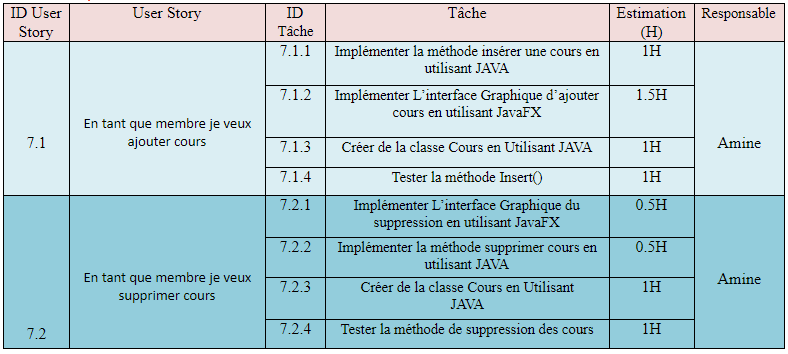 ID User Story
User Story
ID Tâche
Tâche
Estimation (H)
Responsable
7.1
En tant que membre je veux
ajouter cours
7.1.1
Implémenter la méthode insérer une cours en
utilisant JAVA
1H
7.1.2
Implémenter L'interface Graphique d'ajouter
cours en utilisant JavaFX
1.5H
7.1.3
Créer de la classe Cours en Utilisant JAVA
1H
7.1.4
Tester la méthode Insert()
1H
Amine
7.2
En tant que membre je veux
supprimer cours
7.2.1
Implémenter L'interface Graphique du
suppression en utilisant JavaFX
0.5H
7.2.2
Implémenter la méthode supprimer cours en
utilisant JAVA
0.5H
7.2.3
Créer de la classe Cours en Utilisant
JAVA
1H
7.2.4
Tester la méthode de suppression des cours
1H
Amine